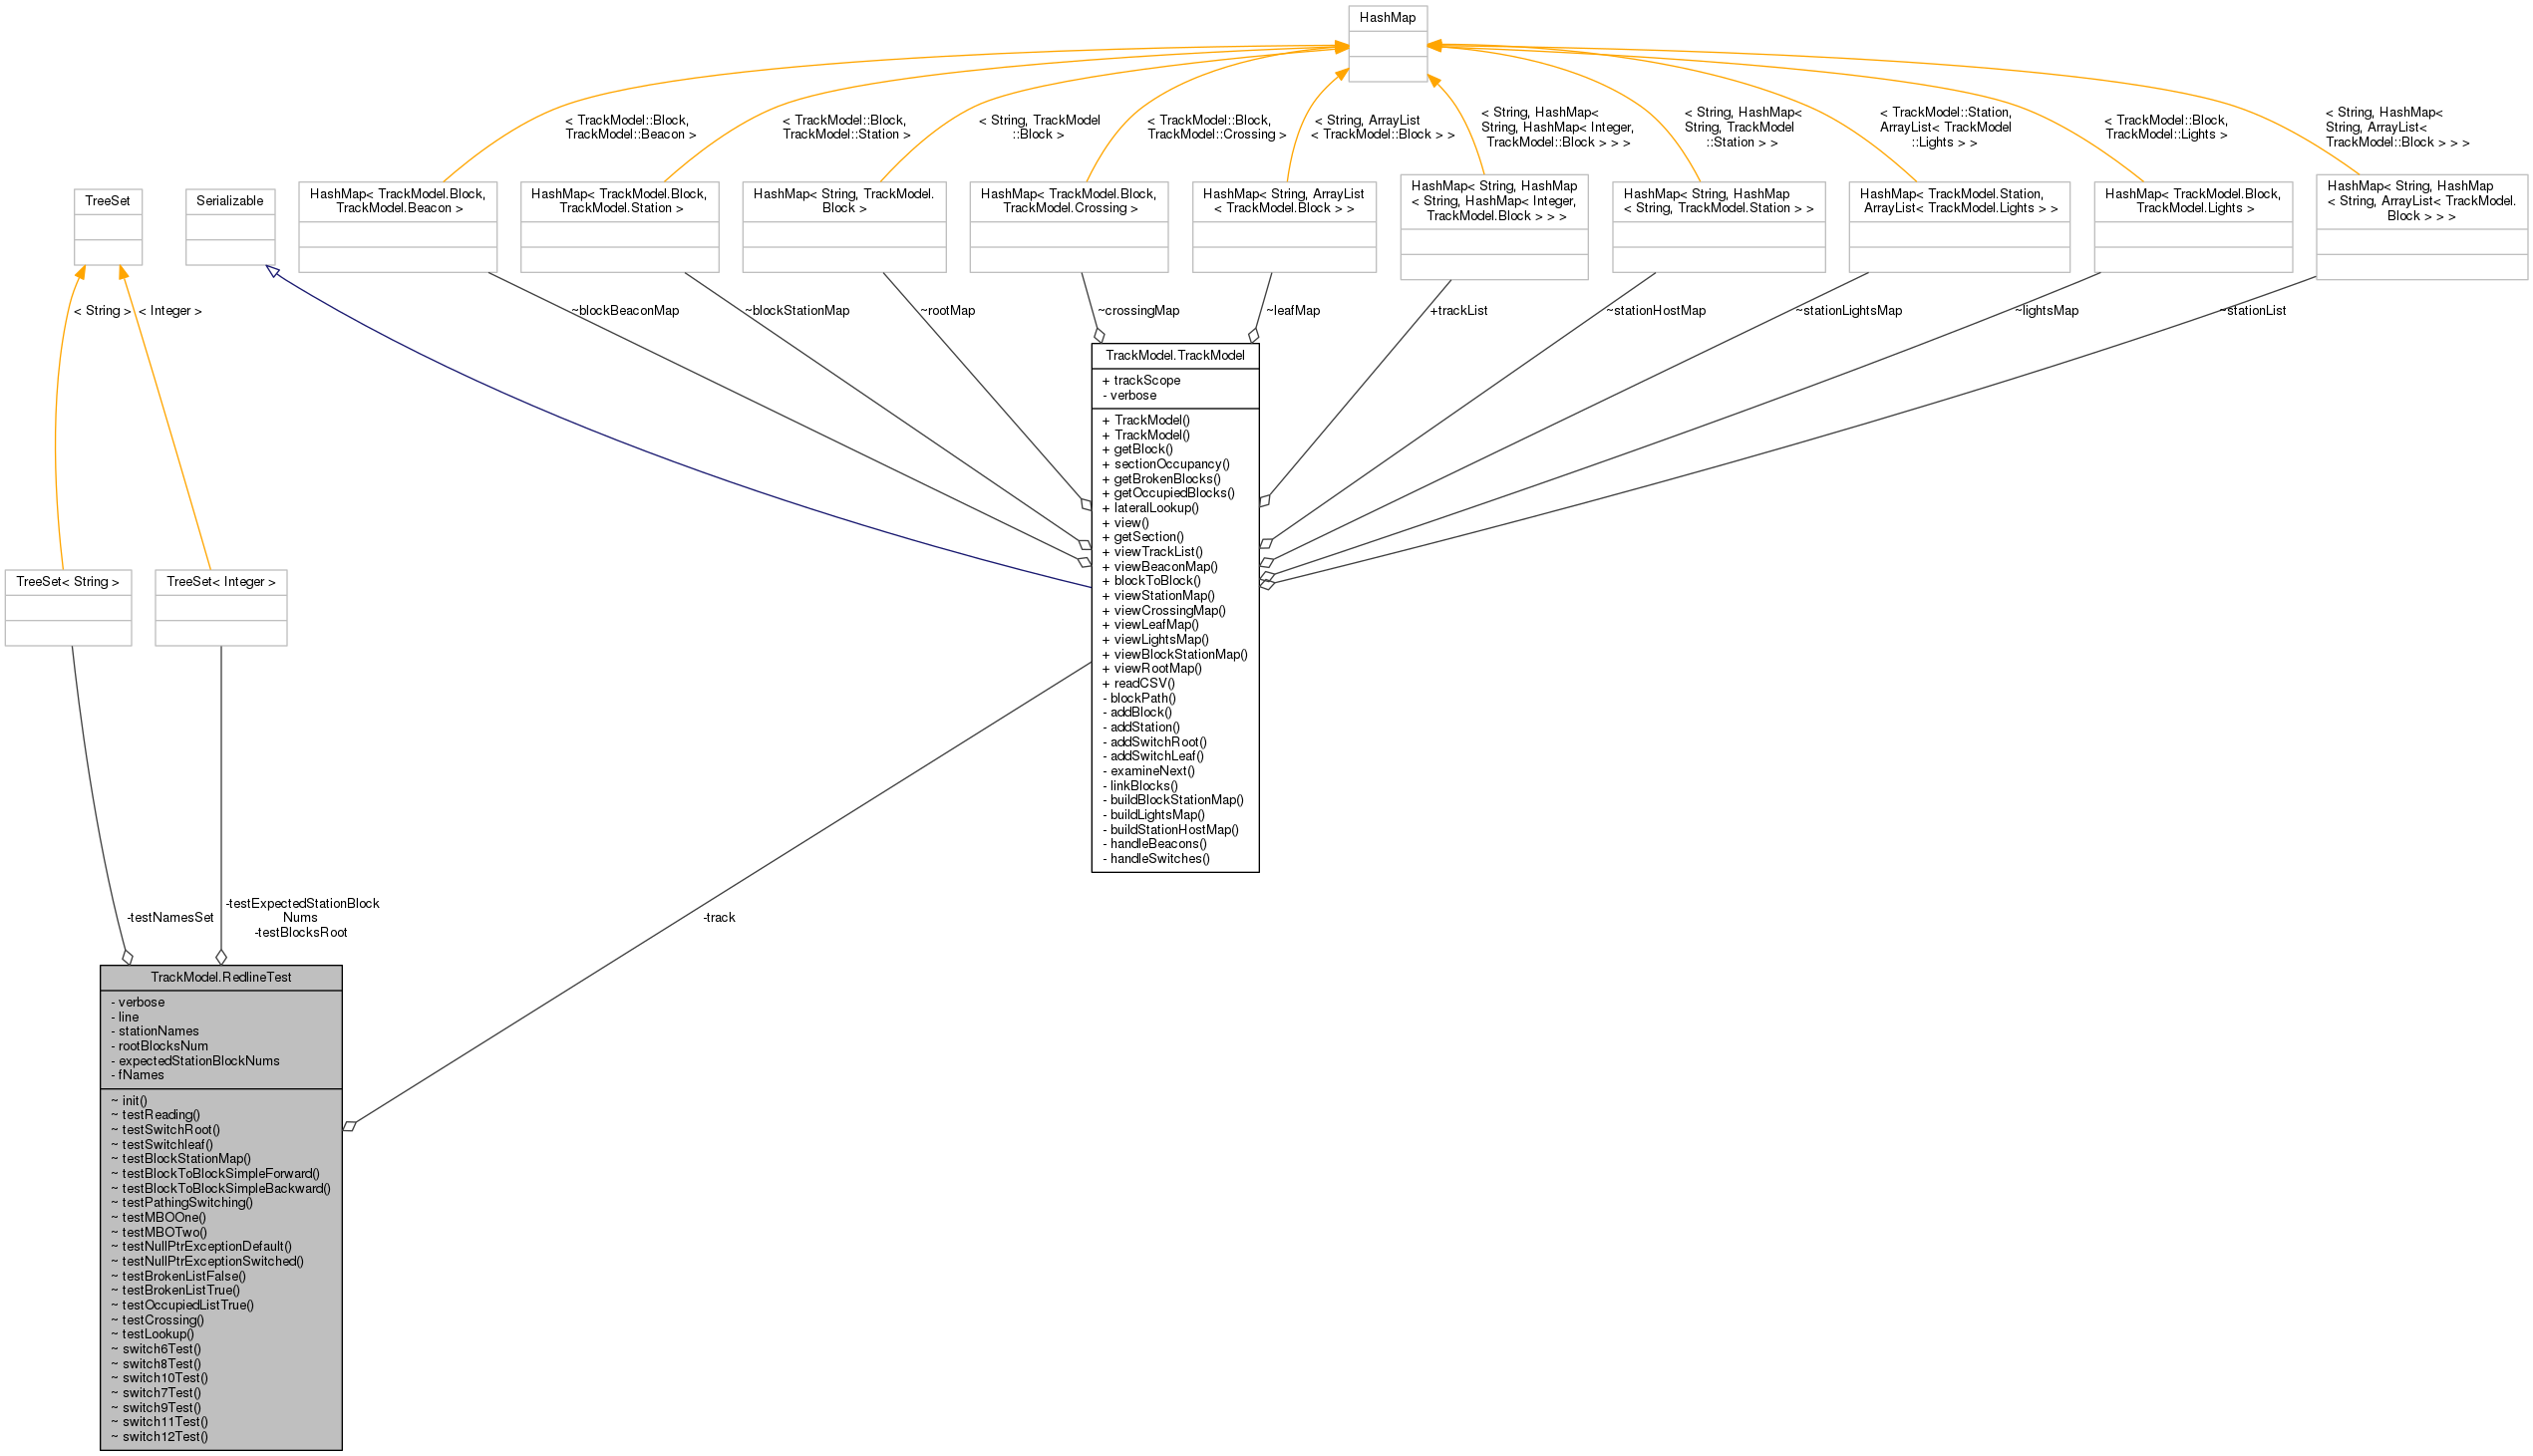 HashMap
< TrackModel::Block,
TrackModel::Beacon >
< TrackModel::Block,
TrackModel::Station >
< String, TrackModel
::Block >
< TrackModel::Block,
TrackModel::Crossing >
< String, ArrayList
< TrackModel::Block > >
< String, HashMap<
String, HashMap< Integer,
TrackModel::Block > > >
< String, HashMap<
String, TrackModel
::Station > >
< TrackModel::Station,
ArrayList< TrackModel
::Lights > >
< TrackModel::Block,
TrackModel::Lights >
< String, HashMap<
String, ArrayList<
TrackModel::Block > > >
TreeSet
Serializable
HashMap< TrackModel.Block,
TrackModel.Beacon >
HashMap< TrackModel.Block,
TrackModel.Station >
HashMap< String, TrackModel.
Block >
HashMap< TrackModel.Block,
TrackModel.Crossing >
HashMap< String, ArrayList
< TrackModel.Block > >
HashMap< String, HashMap
< String, HashMap< Integer,
TrackModel.Block > > >
HashMap< String, HashMap
< String, TrackModel.Station > >
HashMap< TrackModel.Station,
ArrayList< TrackModel.Lights > >
HashMap< TrackModel.Block,
TrackModel.Lights >
HashMap< String, HashMap
< String, ArrayList< TrackModel.
Block > > >
< String >
< Integer >
~blockBeaconMap
~blockStationMap
~rootMap
~crossingMap
~leafMap
+trackList
~stationHostMap
~stationLightsMap
~lightsMap
~stationList
TrackModel.TrackModel
+ trackScope
- verbose
+ TrackModel()
+ TrackModel()
+ getBlock()
+ sectionOccupancy()
+ getBrokenBlocks()
+ getOccupiedBlocks()
+ lateralLookup()
+ view()
+ getSection()
+ viewTrackList()
+ viewBeaconMap()
+ blockToBlock()
+ viewStationMap()
+ viewCrossingMap()
+ viewLeafMap()
+ viewLightsMap()
+ viewBlockStationMap()
+ viewRootMap()
+ readCSV()
- blockPath()
- addBlock()
- addStation()
- addSwitchRoot()
- addSwitchLeaf()
- examineNext()
- linkBlocks()
- buildBlockStationMap()
- buildLightsMap()
- buildStationHostMap()
- handleBeacons()
- handleSwitches()
TreeSet< String >
TreeSet< Integer >
-testNamesSet
-testExpectedStationBlock
Nums
-testBlocksRoot
-track
TrackModel.RedlineTest
- verbose
- line
- stationNames
- rootBlocksNum
- expectedStationBlockNums
- fNames
~ init()
~ testReading()
~ testSwitchRoot()
~ testSwitchleaf()
~ testBlockStationMap()
~ testBlockToBlockSimpleForward()
~ testBlockToBlockSimpleBackward()
~ testPathingSwitching()
~ testMBOOne()
~ testMBOTwo()
~ testNullPtrExceptionDefault()
~ testNullPtrExceptionSwitched()
~ testBrokenListFalse()
~ testBrokenListTrue()
~ testOccupiedListTrue()
~ testCrossing()
~ testLookup()
~ switch6Test()
~ switch8Test()
~ switch10Test()
~ switch7Test()
~ switch9Test()
~ switch11Test()
~ switch12Test()